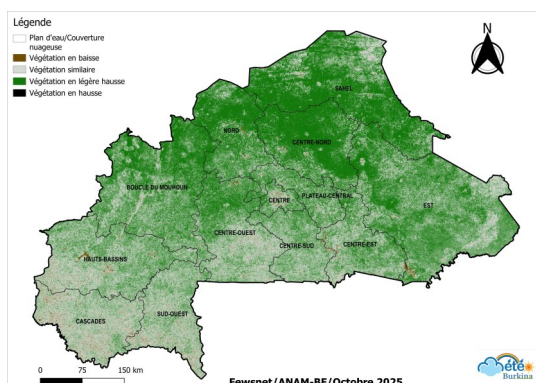 Légende
Plan d'eau/Couverture
nuageuse
Végétation en baisse
Végétation similaire
Végétation en légère hausse
Végétation en hausse
N
SAHEL
NORD
CENTRE-NORD
BOUCLE DU MOUHOUN
CENTRE
PLATEAU-CENTRAL
EST
CENTRE-OUEST
CENTRE-SUD
CENTRE-EST
HAUTS-BASSINS
CASCADES
SUD-OUEST
0 75 150 km
Fewsnet/ANAM-BF/Octobre 2025
Météo
Burkina